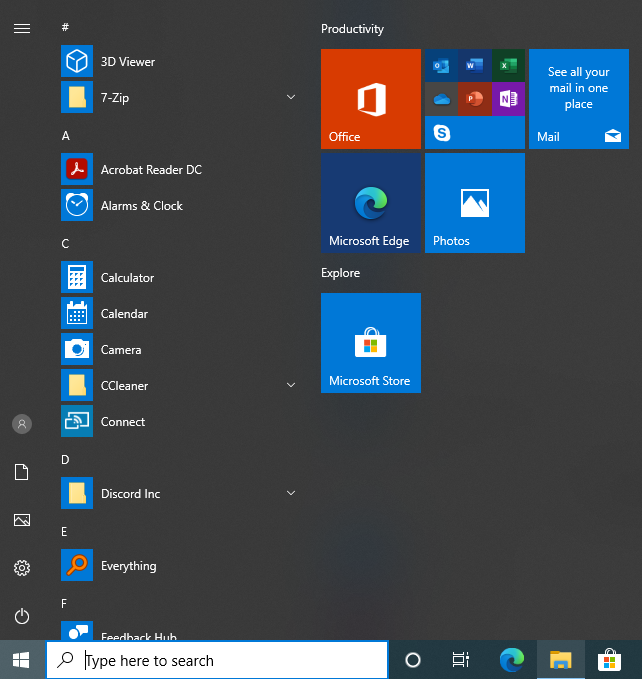 #
3D Viewer
7-Zip
A
Acrobat Reader DC
Alarms & Clock
C
Calculator
Calendar
Camera
CCleaner
Connect
D
Discord Inc
E
Everything
F
Feedback Hub
Productivity
Office
See all your
mail in one
place
Mail
Microsoft Edge
Photos
Explore
Microsoft Store
Type here to search